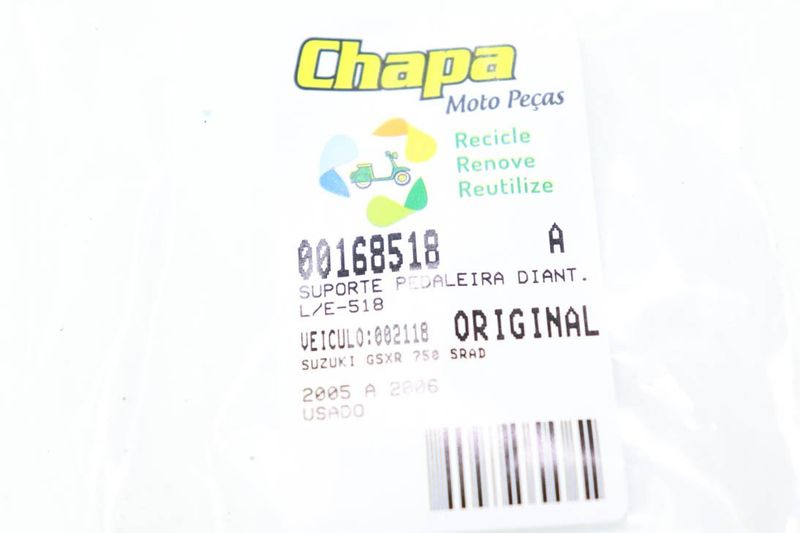 Chapa
Moto Peças
Recicle
Renove
Reutilize
00168518 A
SUPORTE PEDALEIRA DIANT.
L/E-518
VEICULO:002118 ORIGINAL
SUZUKI GSXR 750 SRAD
2005 A 2006
USADO